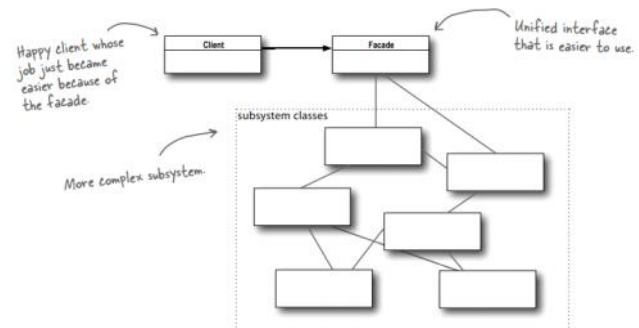 Happy client whose
job just became
easier because of
the facade.
Client
Facade
Unified interface
that is easier to use.
subsystem classes
More complex subsystem.